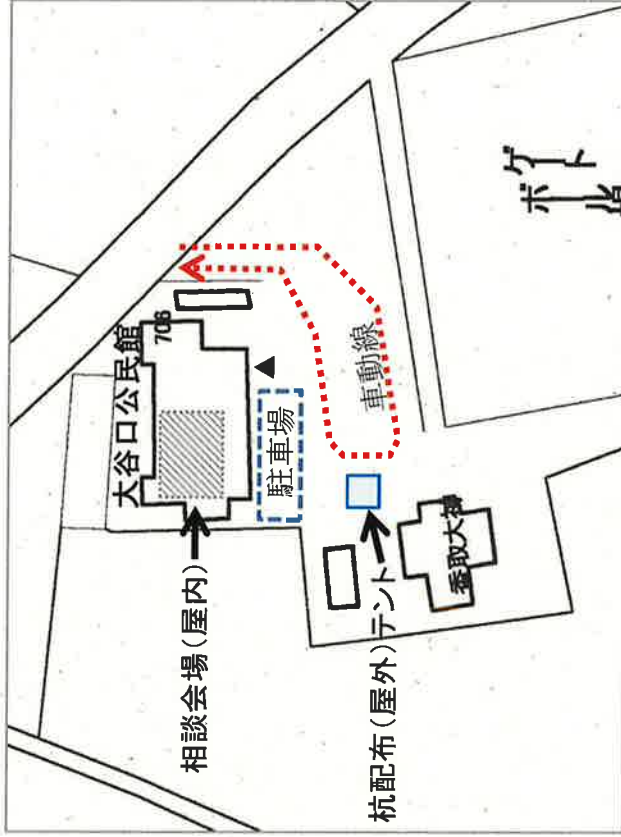 大谷口公民館
706
相談会場(屋内)
駐車場
車動線
杭配布(屋外)テント
香取大神
ゲート
ボール